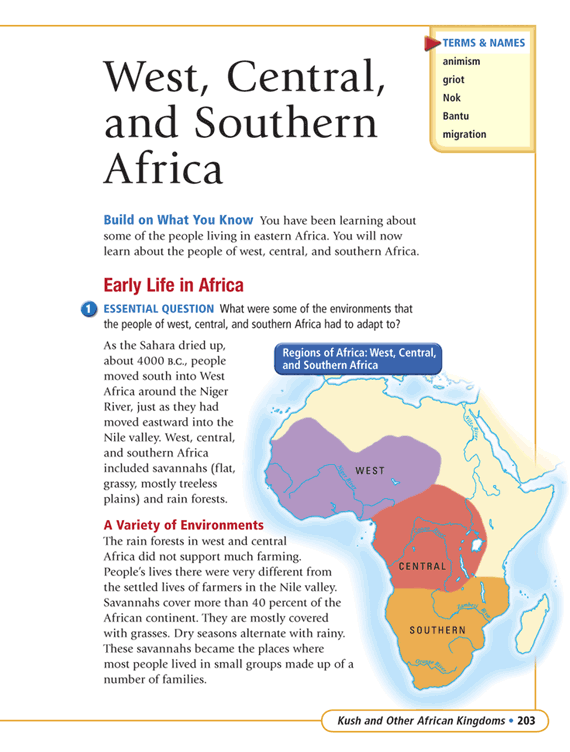 West, Central,
and Southern
Africa
TERMS & NAMES
animism
griot
Nok
Bantu
migration
Build on What You Know You have been learning about
some of the people living in eastern Africa. You will now
learn about the people of west, central, and southern Africa.
Early Life in Africa
1 ESSENTIAL QUESTION What were some of the environments that
the people of west, central, and southern Africa had to adapt to?
As the Sahara dried up,
about 4000 B.C., people
moved south into West
Africa around the Niger
River, just as they had
moved eastward into the
Nile valley. West, central,
and southern Africa
included savannahs (flat,
grassy, mostly treeless
plains) and rain forests.
Regions of Africa: West, Central,
and Southern Africa
Nile River
Niger River
WEST
CENTRAL
Zambezi River
SOUTHERN
A Variety of Environments
The rain forests in west and central
Africa did not support much farming.
People's lives there were very different from
the settled lives of farmers in the Nile valley.
Savannahs cover more than 40 percent of the
African continent. They are mostly covered
with grasses. Dry seasons alternate with rainy.
These savannahs became the places where
most people lived in small groups made up of a
number of families.
Kush and Other African Kingdoms • 203